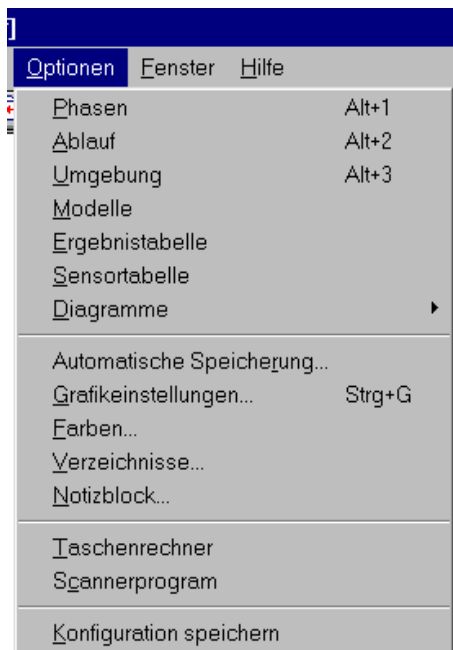 ]
Optionen Fenster Hilfe
Phasen Alt+1
Ablauf Alt+2
Umgebung Alt+3
Modelle
Ergebnistabelle
Sensortabelle
Diagramme
Automatische Speicherung...
Grafikeinstellungen... Strg+G
Farben...
Verzeichnisse...
Notizblock...
Taschenrechner
Scannerprogram
Konfiguration speichern